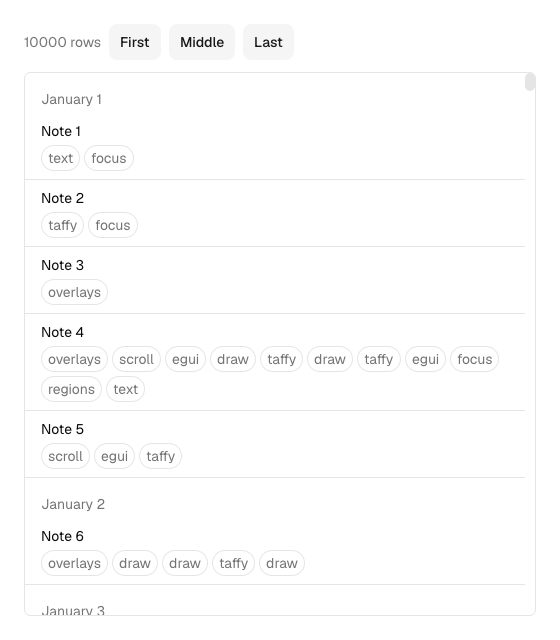 10000 rows First Middle Last
January 1
Note 1
text focus
Note 2
taffy focus
Note 3
overlays
Note 4
overlays scroll egui draw taffy draw taffy egui focus
regions text
Note 5
scroll egui taffy
January 2
Note 6
overlays draw draw taffy draw
January 3